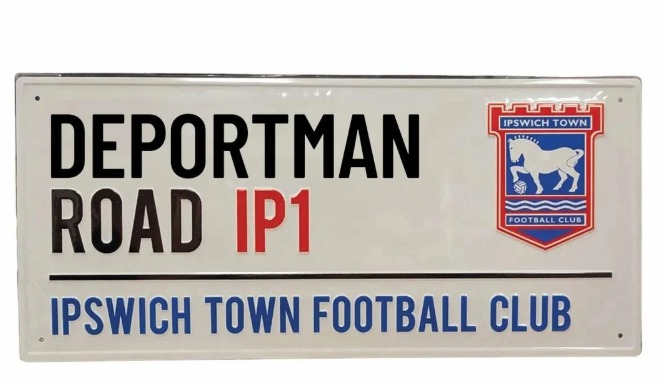 DEPORTMAN
ROAD IP1
IPSWICH TOWN
FOOTBALL CLUB
IPSWICH TOWN FOOTBALL CLUB